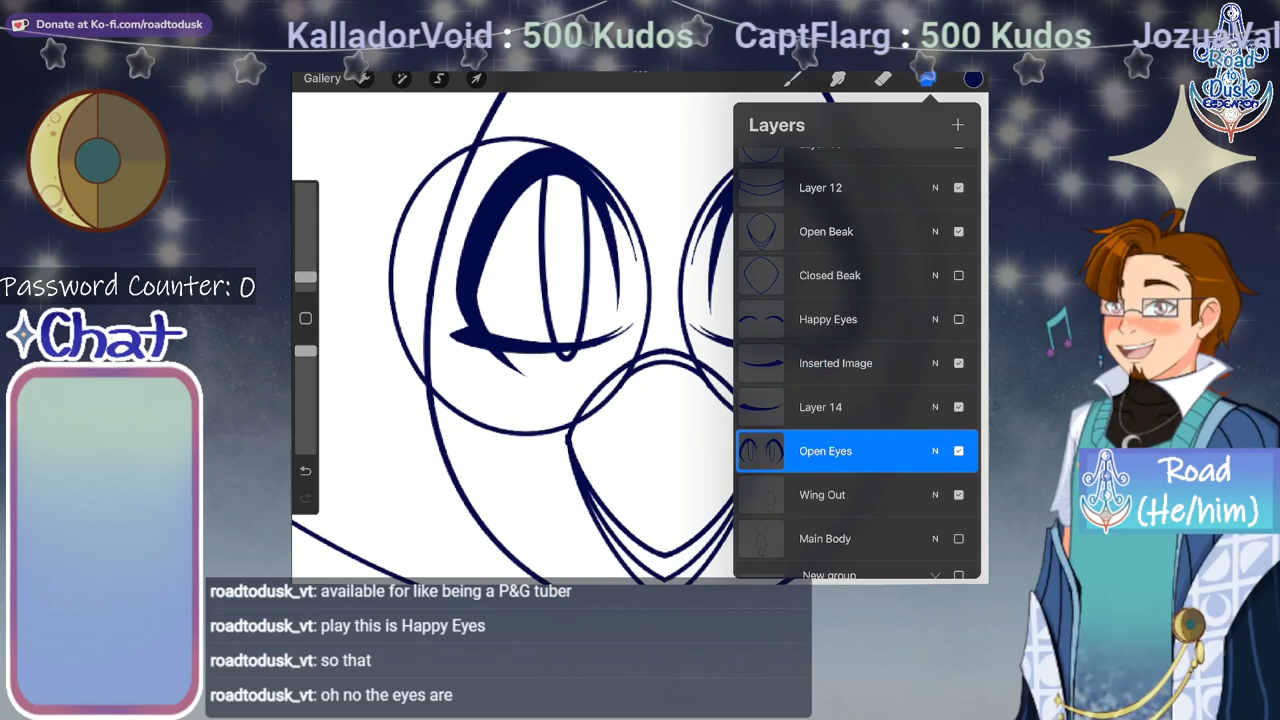 Donate at Ko-fi.com/roadtodusk
KalladorVoid : 500 Kudos CaptFlarg : 500 Kudos
Road
to
Dusk
Gallery
Layers
Layer 12 N
Open Beak N
Closed Beak N
Happy Eyes N
Inserted Image N
Layer 14 N
Open Eyes N
Wing Out N
Main Body N
New group
Password Counter: 0
Chat
Road
(He/him)
roadtodusk_vt: available for like being a P&G tuber
roadtodusk_vt: play this is Happy Eyes
roadtodusk_vt: so that
roadtodusk_vt: oh no the eyes are